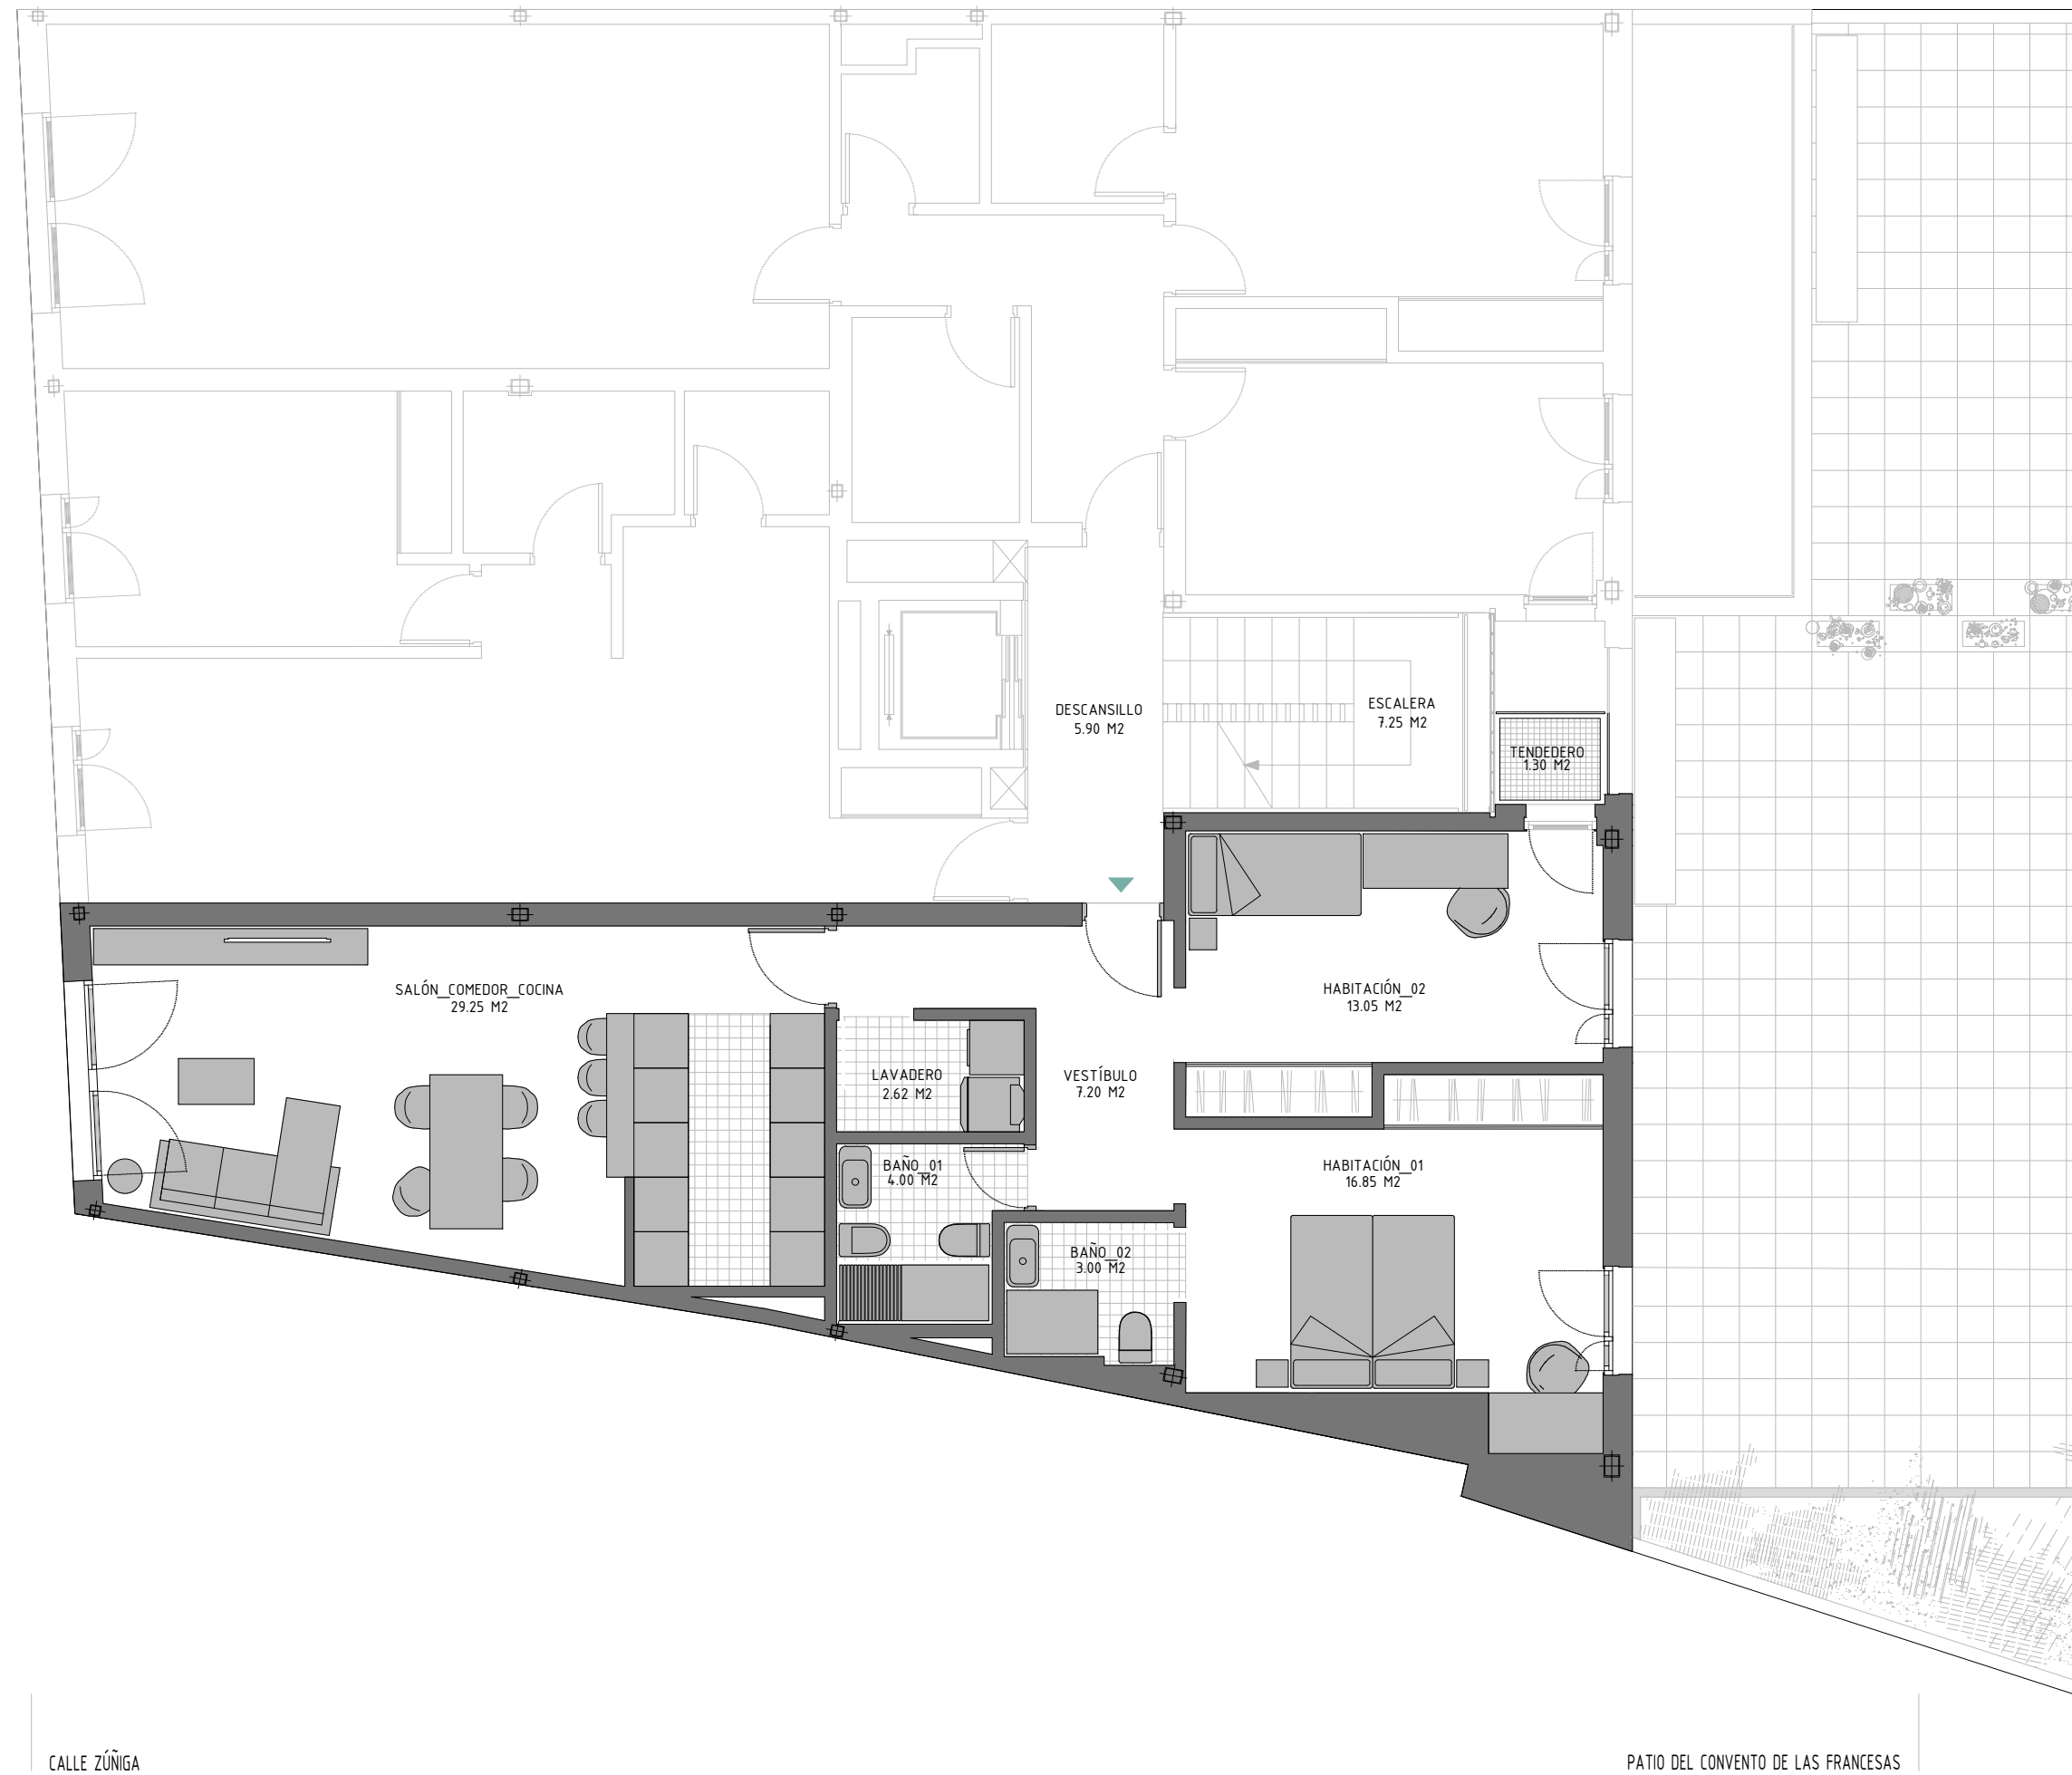 DESCANSILLO
5.90 M2
ESCALERA
7.25 M2
TENDEDERO
1.30 M2
SALÓN_COMEDOR_COCINA
29.25 M2
HABITACIÓN_02
13.05 M2
LAVADERO
2.62 M2
VESTÍBULO
7.20 M2
BAÑO_01
4.00 M2
HABITACIÓN_01
16.85 M2
BAÑO_02
3.00 M2
CALLE ZÚÑIGA
PATIO DEL CONVENTO DE LAS FRANCESAS